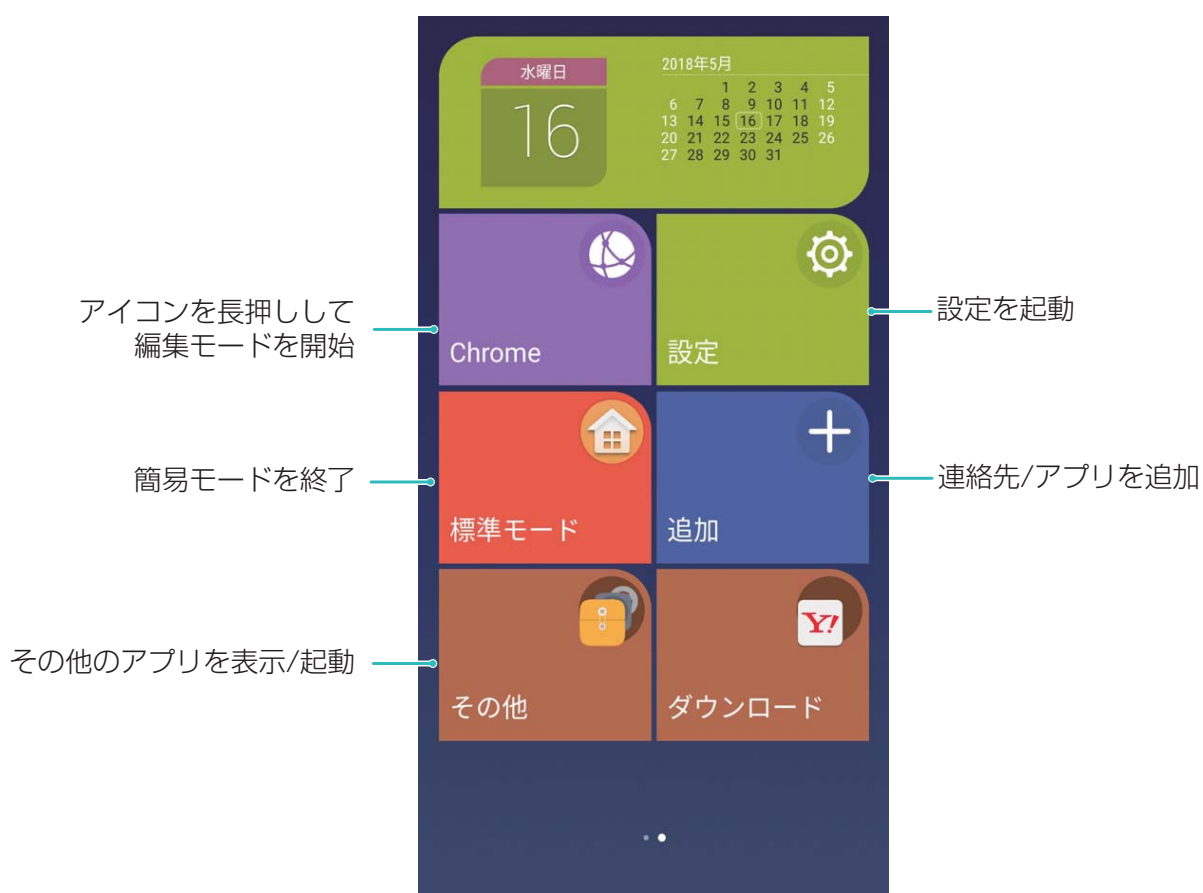 水曜日
16
2018年5月
1 2 3 4 5
6 7 8 9 10 11 12
13 14 15 16 17 18 19
20 21 22 23 24 25 26
27 28 29 30 31
アイコンを長押しして
編集モードを開始
Chrome
設定
設定を起動
簡易モードを終了
標準モード
追加
連絡先/アプリを追加
その他のアプリを表示/起動
その他
Y!
ダウンロード